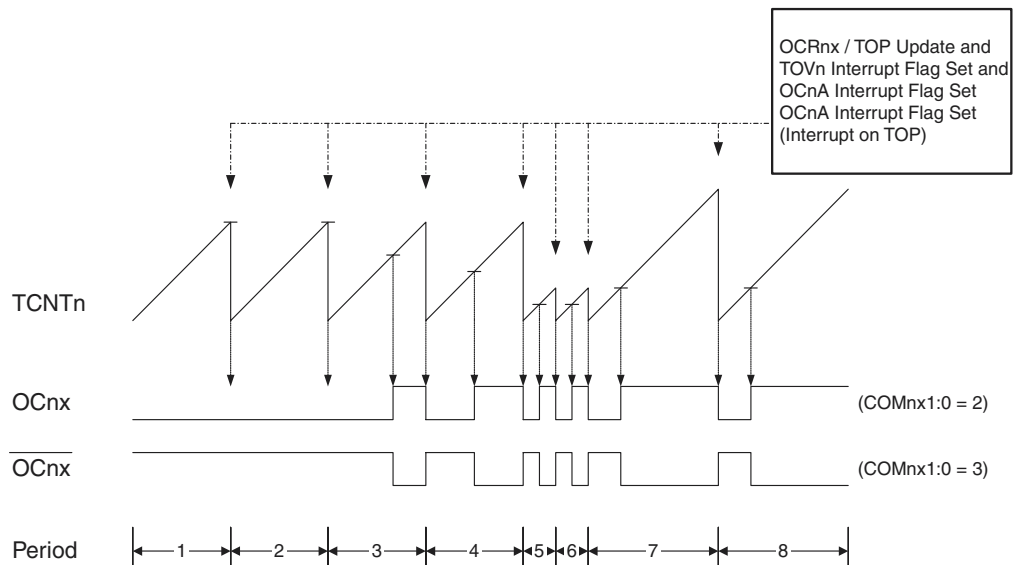 OCRnx / TOP Update and
TOVn Interrupt Flag Set and
OCnA Interrupt Flag Set
OCnA Interrupt Flag Set
(Interrupt on TOP)
TCNTn
OCnx
(COMnx1:0 = 2)
OCnx
(COMnx1:0 = 3)
Period
1 2 3 4 5 6 7 8